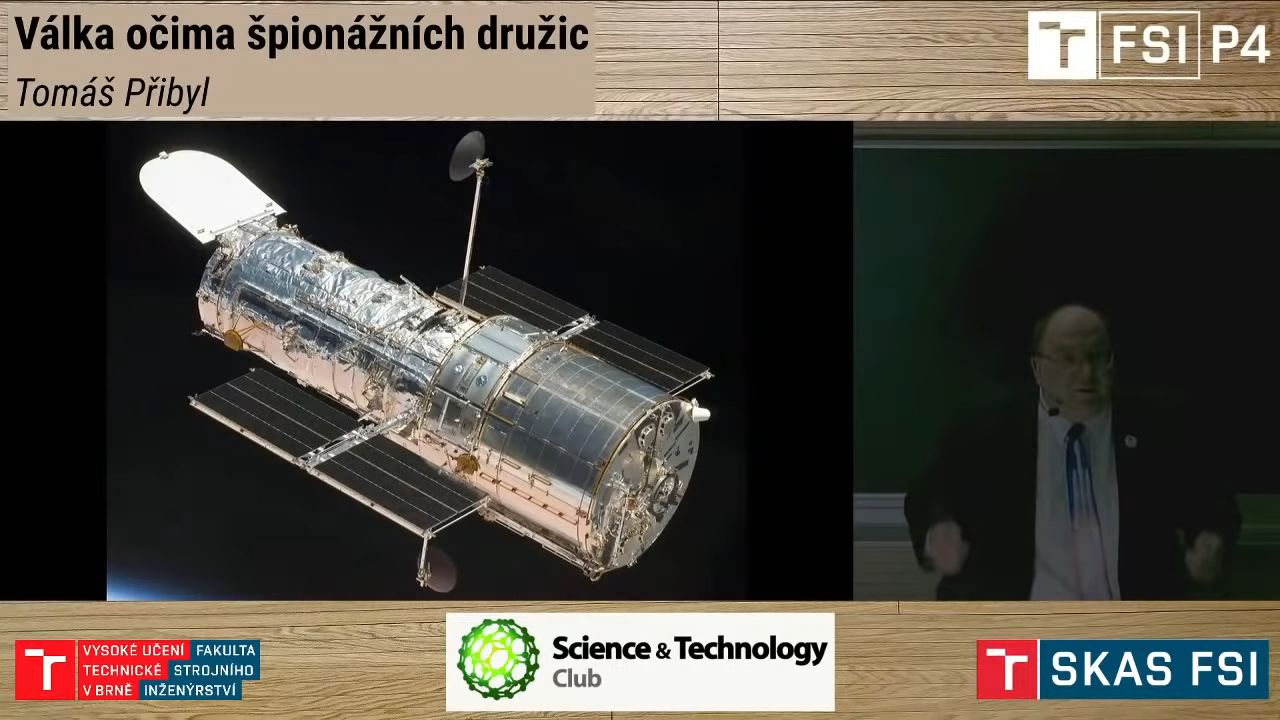 Válka očima špionážních družic
Tomáš Přibyl
T FSI P4
VYSOKÉ UČENÍ FAKULTA
TECHNICKÉ STROJNÍHO
V BRNĚ INŽENÝRSTVÍ
Science & Technology
Club
T SKAS FSI